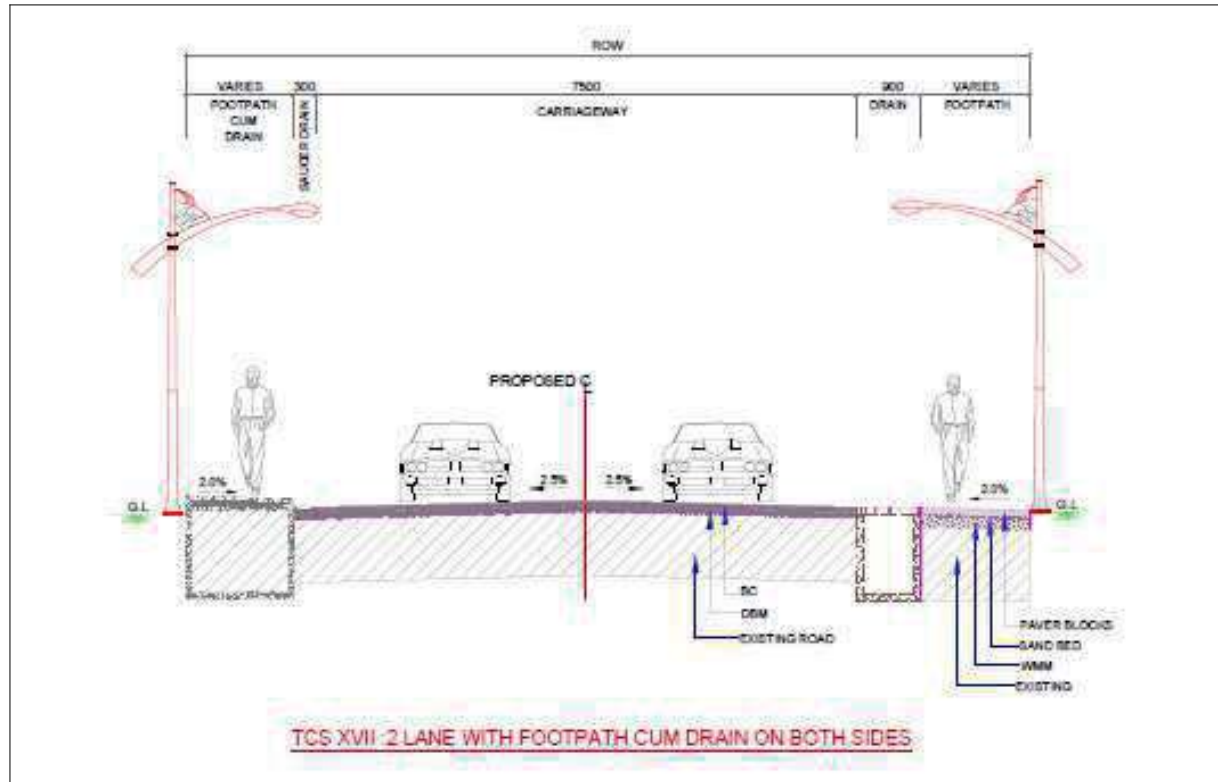 ROW
VARIES 300 7500 900 VARIES
FOOTPATH
CUM
DRAIN
SAUCER DRAIN
CARRIAGEWAY
DRAIN
FOOTPATH
PROPOSED C
2.0%
2.5%
2.5%
2.0%
G.L
G.L
BC
DBM
EXISTING ROAD
PAVER BLOCKS
SAND BED
WMM
EXISTING
TCS XVII 2 LANE WITH FOOTPATH CUM DRAIN ON BOTH SIDES